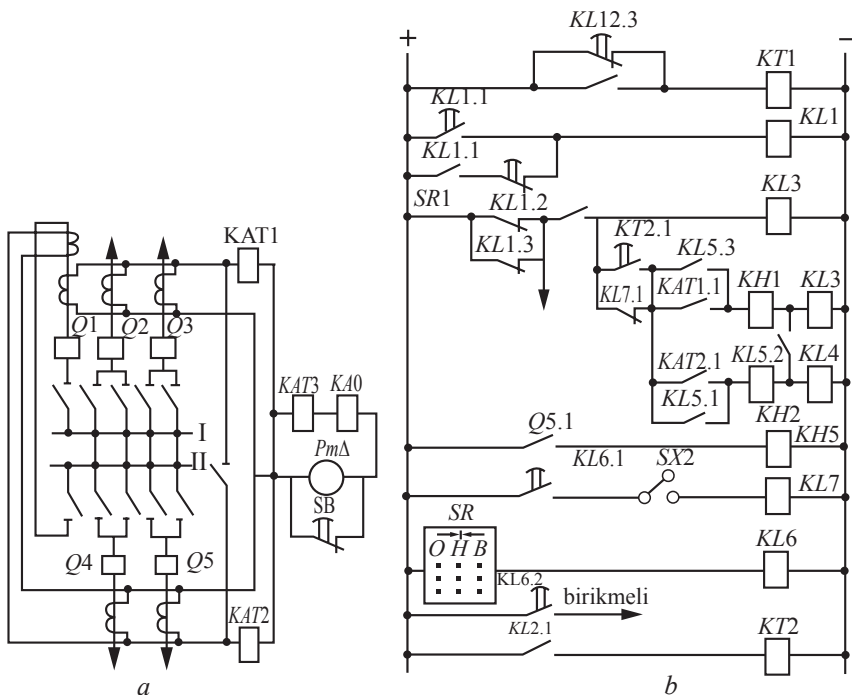 KAT1
Q1
Q2
Q3
KAT3
KA0
I
II
PmΔ
SB
Q4
Q5
KAT2
a
+
–
KL12.3
KT1
KL1.1
KL1
KL1.1
SR1
KL1.2
KL3
KL1.3
KT2.1
KL5.3
KL7.1
KAT1.1
KH1
KL3
KAT2.1
KL5.2
KL4
KL5.1
KH2
Q5.1
KH5
KL6.1
SX2
KL7
SR
O H B
KL6
KL6.2
birikmeli
KL2.1
KT2
b